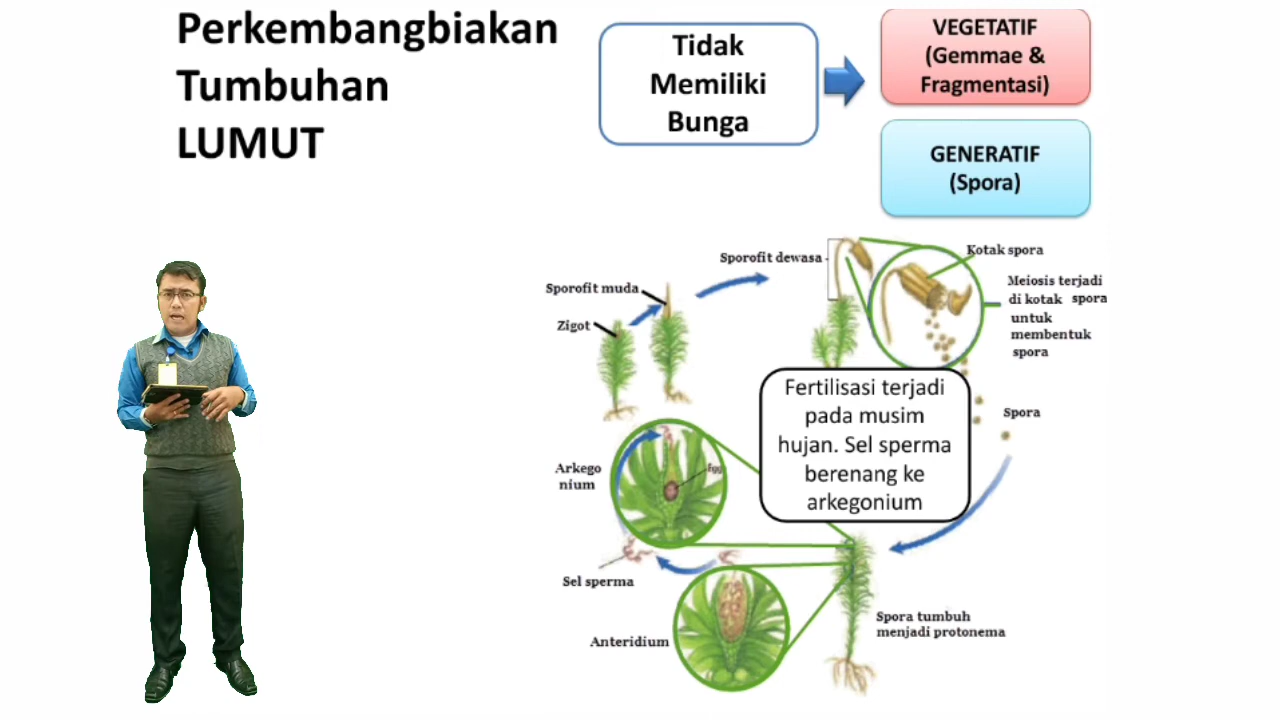 Perkembangbiakan
Tumbuhan
LUMUT
Tidak
Memiliki
Bunga
VEGETATIF
(Gemmae &
Fragmentasi)
GENERATIF
(Spora)
Sporofit dewasa
Kotak spora
Sporofit muda
Meiosis terjadi
di kotak spora
untuk
membentuk
spora
Zigot
Fertilisasi terjadi
pada musim
hujan. Sel sperma
berenang ke
arkegonium
Spora
Arkego
nium
Egg
Sel sperma
Anteridium
Spora tumbuh
menjadi protonema